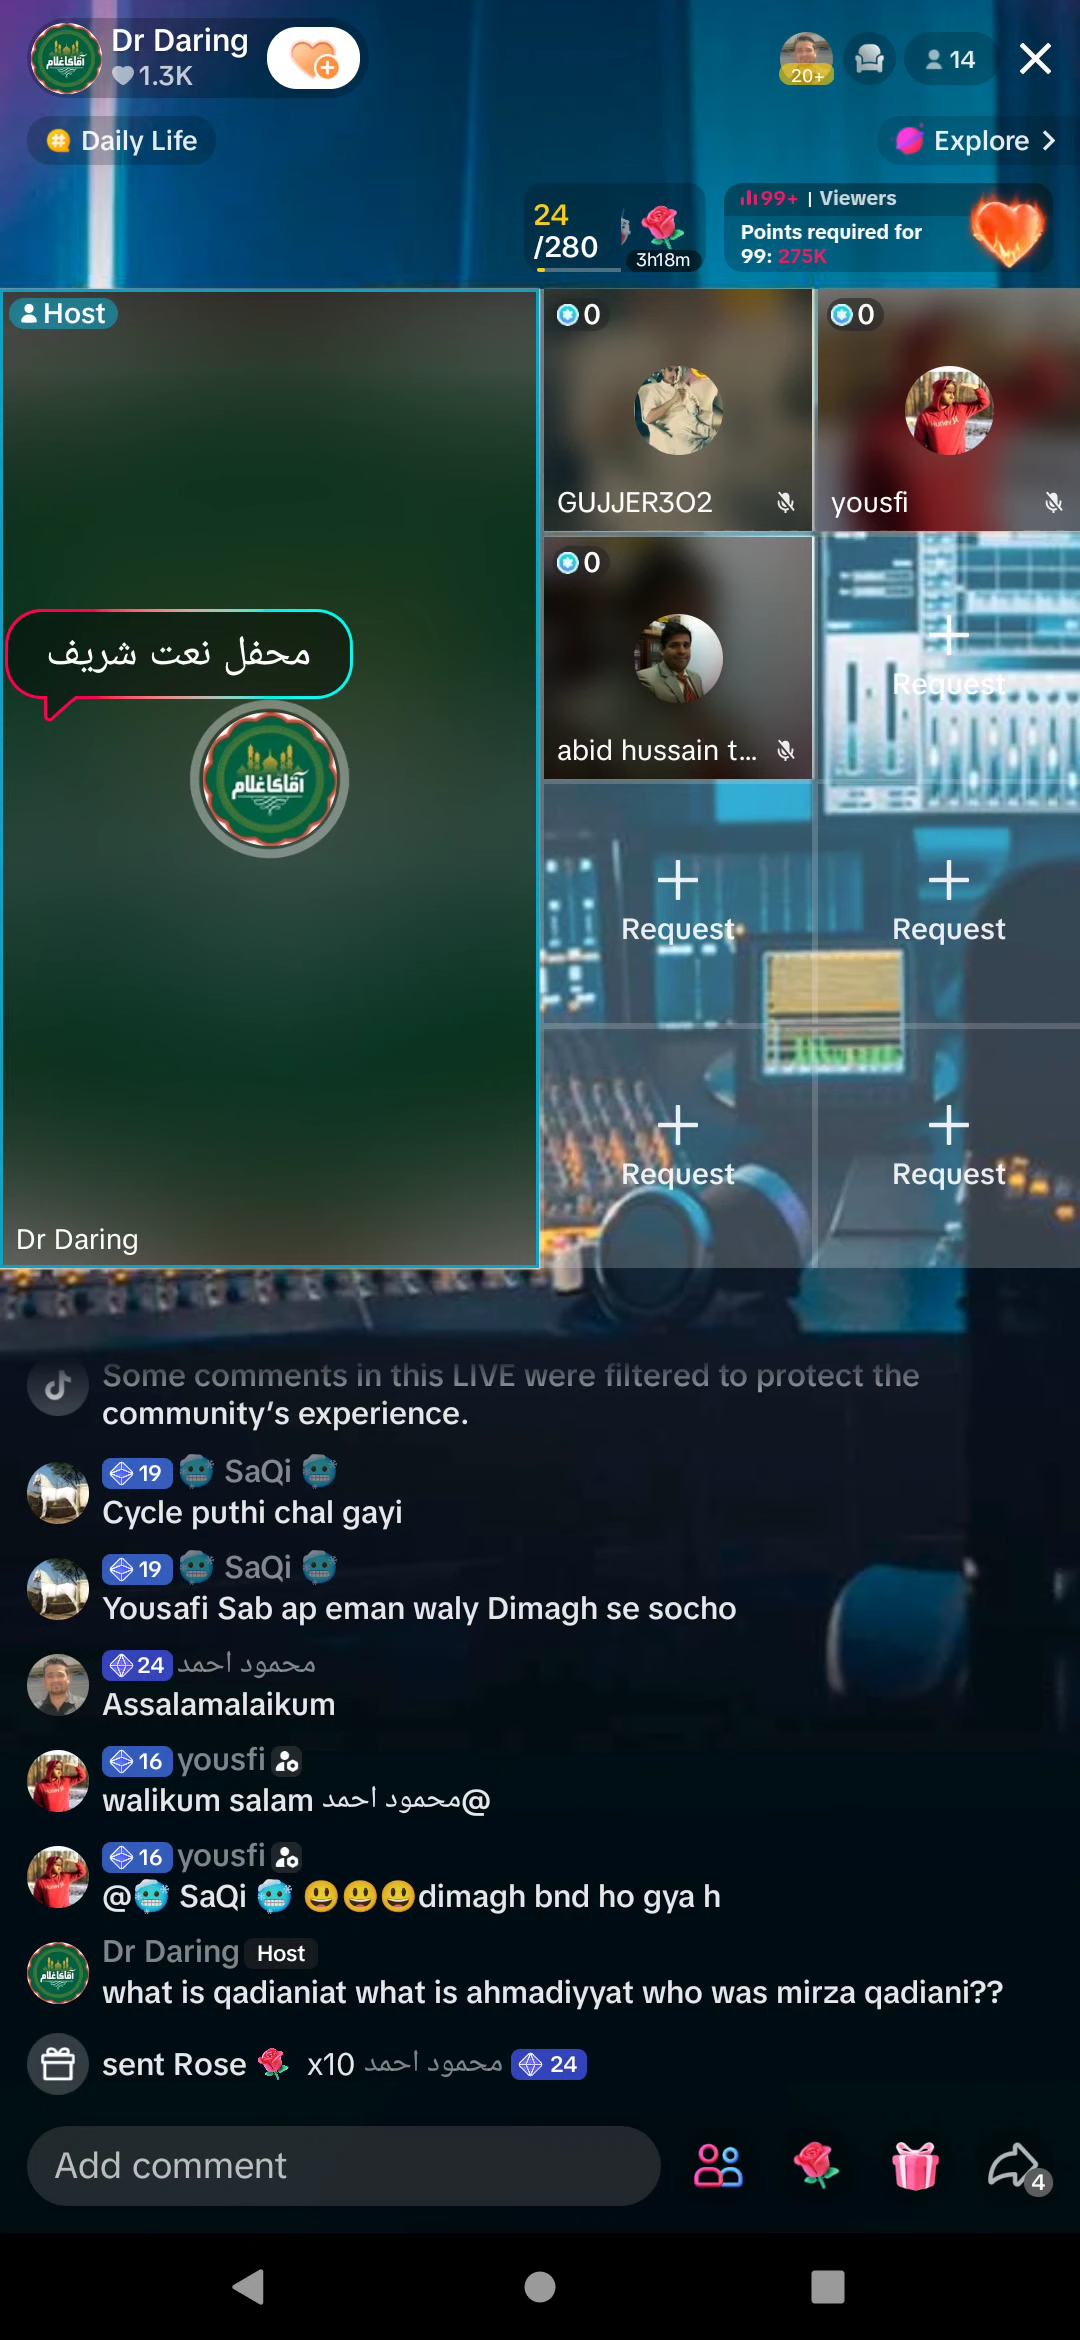 Dr Daring
1.3K
20+
14
Daily Life
Explore
24
/280
3h18m
99+ | Viewers
Points required for
99: 275K
Host
0
0
GUJJER3O2
yousfi
محفل نعت شریف
آقا کا غلام
0
abid hussain t...
Request
Request
Request
Request
Request
Dr Daring
Some comments in this LIVE were filtered to protect the
community's experience.
19 🥶 SaQi 🥶
Cycle puthi chal gayi
19 🥶 SaQi 🥶
Yousafi Sab ap eman waly Dimagh se socho
24 محمود احمد
Assalamalaikum
16 yousfi
walikum salam محمود احمد@
16 yousfi
@🥶 SaQi 🥶 😃😃😃dimagh bnd ho gya h
Dr Daring Host
what is qadianiat what is ahmadiyyat who was mirza qadiani??
sent Rose 🌹 x10 محمود احمد 24
Add comment
4